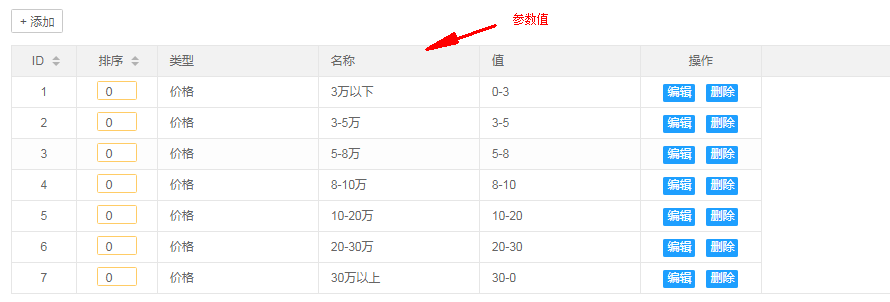 + 添加
参数值
ID 排序 类型 名称 值 操作
1 0 价格 3万以下 0-3 编辑 删除
2 0 价格 3-5万 3-5 编辑 删除
3 0 价格 5-8万 5-8 编辑 删除
4 0 价格 8-10万 8-10 编辑 删除
5 0 价格 10-20万 10-20 编辑 删除
6 0 价格 20-30万 20-30 编辑 删除
7 0 价格 30万以上 30-0 编辑 删除